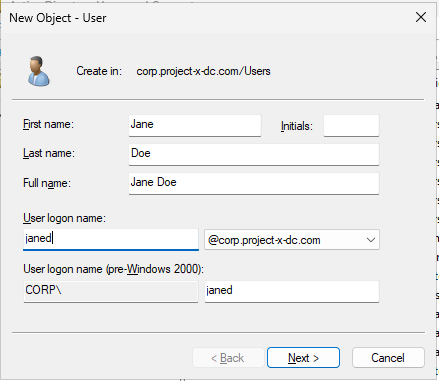 New Object - User
Create in: corp.project-x-dc.com/Users
First name: Jane Initials:
Last name: Doe
Full name: Jane Doe
User logon name:
janed @corp.project-x-dc.com
User logon name (pre-Windows 2000):
CORP\ janed
< Back Next > Cancel